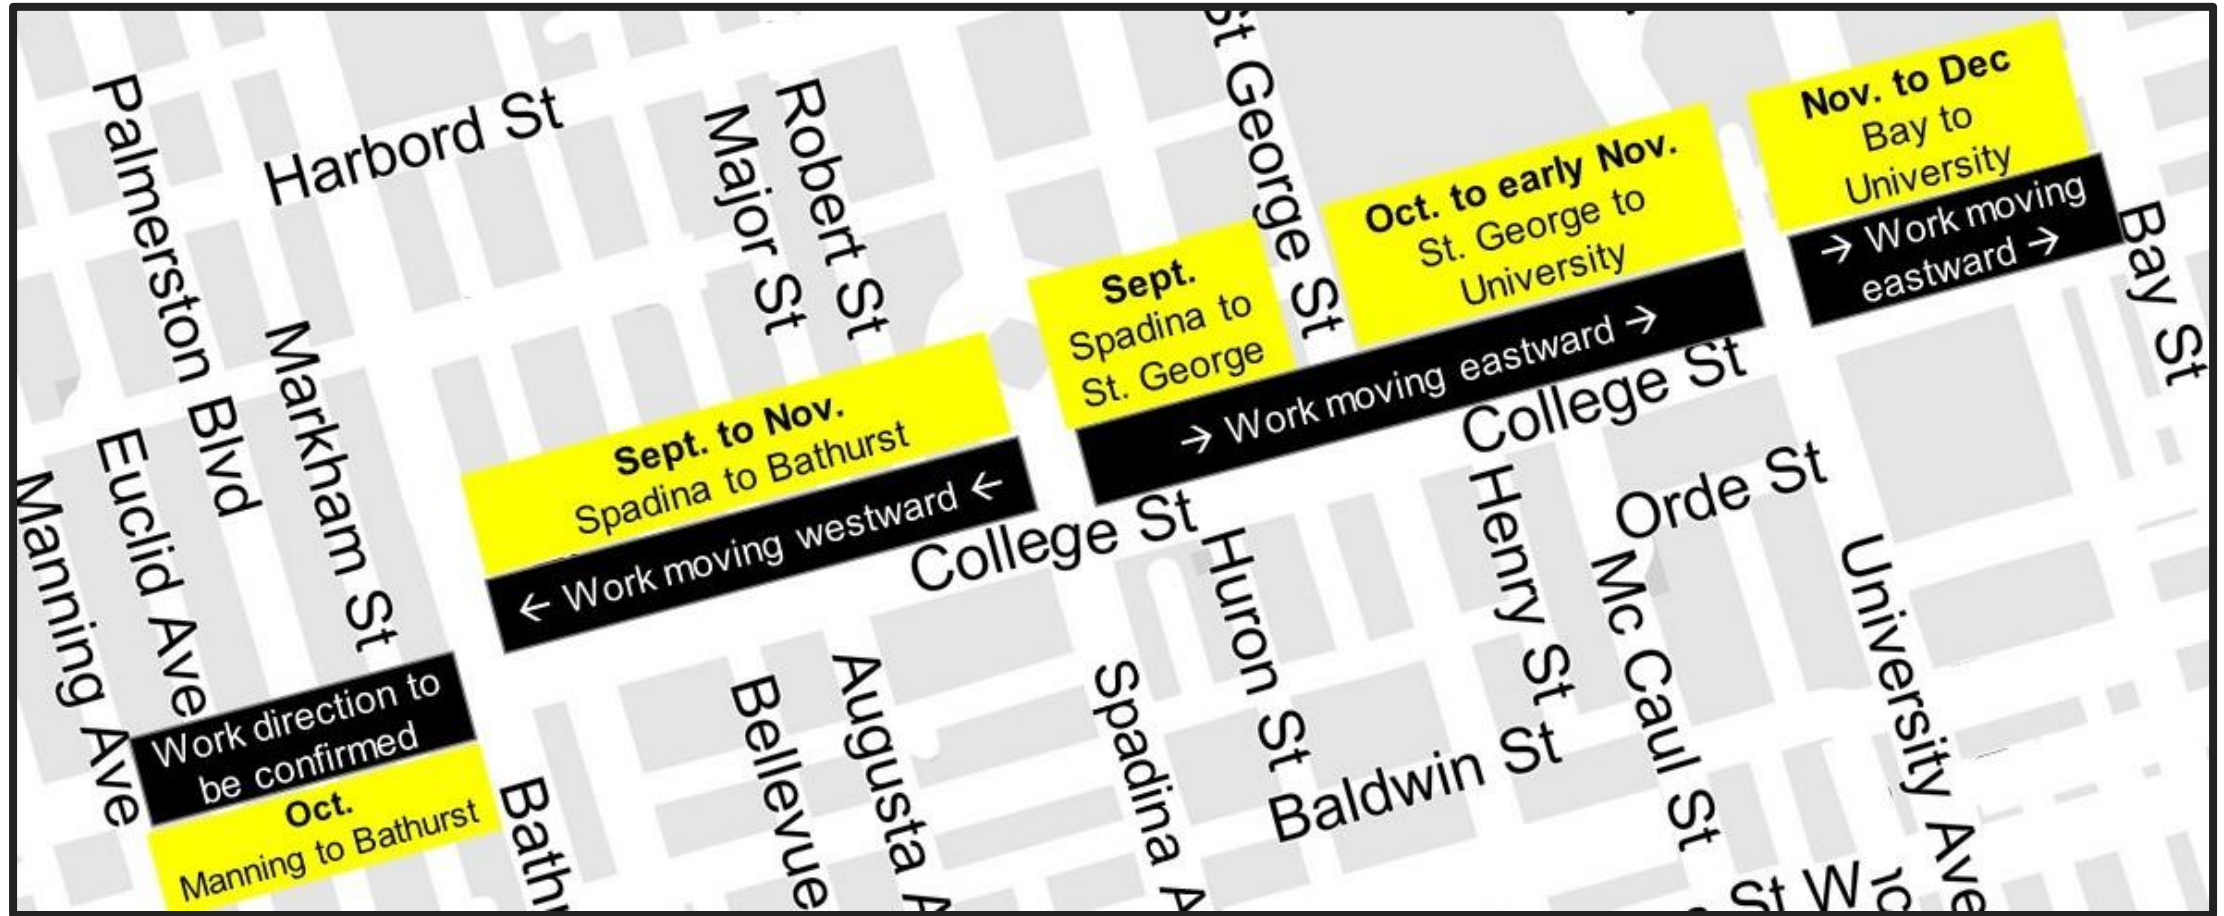 Palmerston Blvd
Harbord St
Major St
Robert St
St George St
Nov. to Dec
Bay to
University
→ Work moving
eastward →
Bay St
Oct. to early Nov.
St. George to
University
Sept.
Spadina to
St. George
→ Work moving eastward →
College St
Sept. to Nov.
Spadina to Bathurst
← Work moving westward ←
College St
Markham St
Euclid Ave
Manning Ave
Work direction to
be confirmed
Oct.
Manning to Bathurst
Bellevue
Augusta
Spadina
Huron St
Baldwin St
Henry St
Orde St
Mc Caul St
University Ave
St W